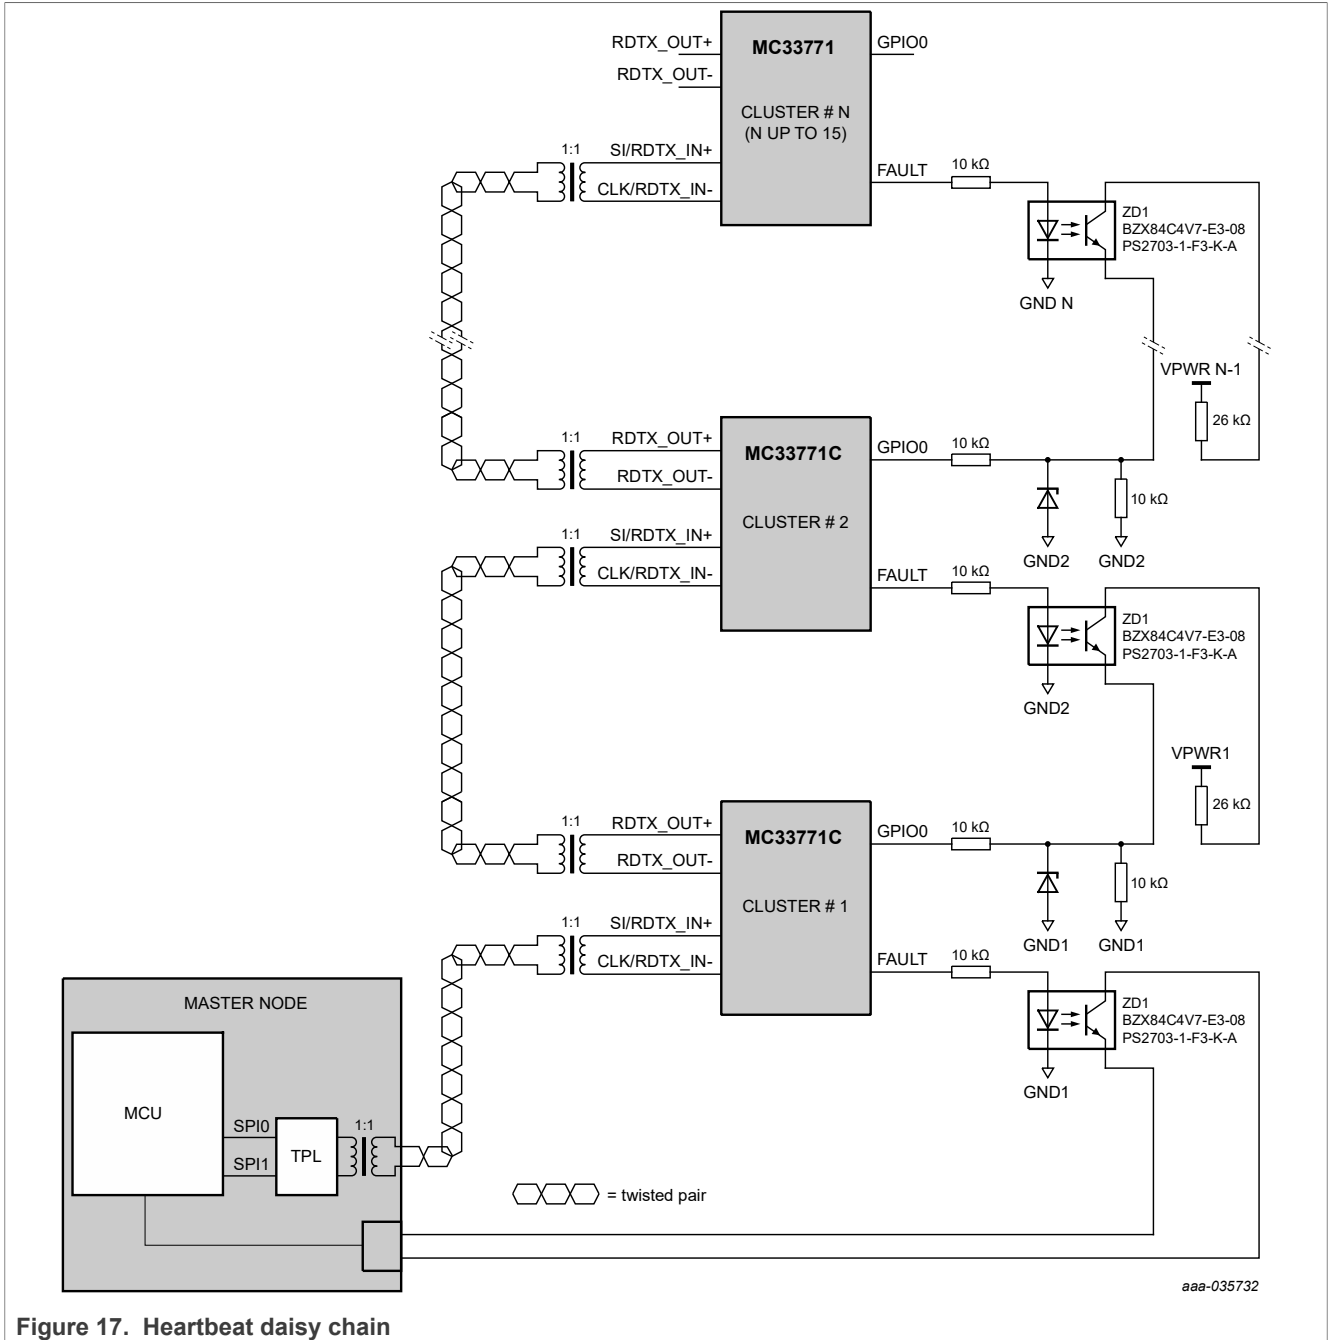 RDTX_OUT+
RDTX_OUT-
MC33771
GPIO0
CLUSTER # N
(N UP TO 15)
1:1
SI/RDTX_IN+
CLK/RDTX_IN-
FAULT
10 kΩ
ZD1
BZX84C4V7-E3-08
PS2703-1-F3-K-A
GND N
VPWR N-1
26 kΩ
1:1
RDTX_OUT+
RDTX_OUT-
MC33771C
GPIO0
10 kΩ
10 kΩ
CLUSTER # 2
1:1
SI/RDTX_IN+
CLK/RDTX_IN-
GND2
GND2
FAULT
10 kΩ
ZD1
BZX84C4V7-E3-08
PS2703-1-F3-K-A
GND2
VPWR1
26 kΩ
1:1
RDTX_OUT+
RDTX_OUT-
MC33771C
GPIO0
10 kΩ
10 kΩ
CLUSTER # 1
1:1
SI/RDTX_IN+
CLK/RDTX_IN-
GND1
GND1
FAULT
10 kΩ
ZD1
BZX84C4V7-E3-08
PS2703-1-F3-K-A
GND1
MASTER NODE
MCU
SPI0
SPI1
TPL
1:1
= twisted pair
aaa-035732
Figure 17. Heartbeat daisy chain